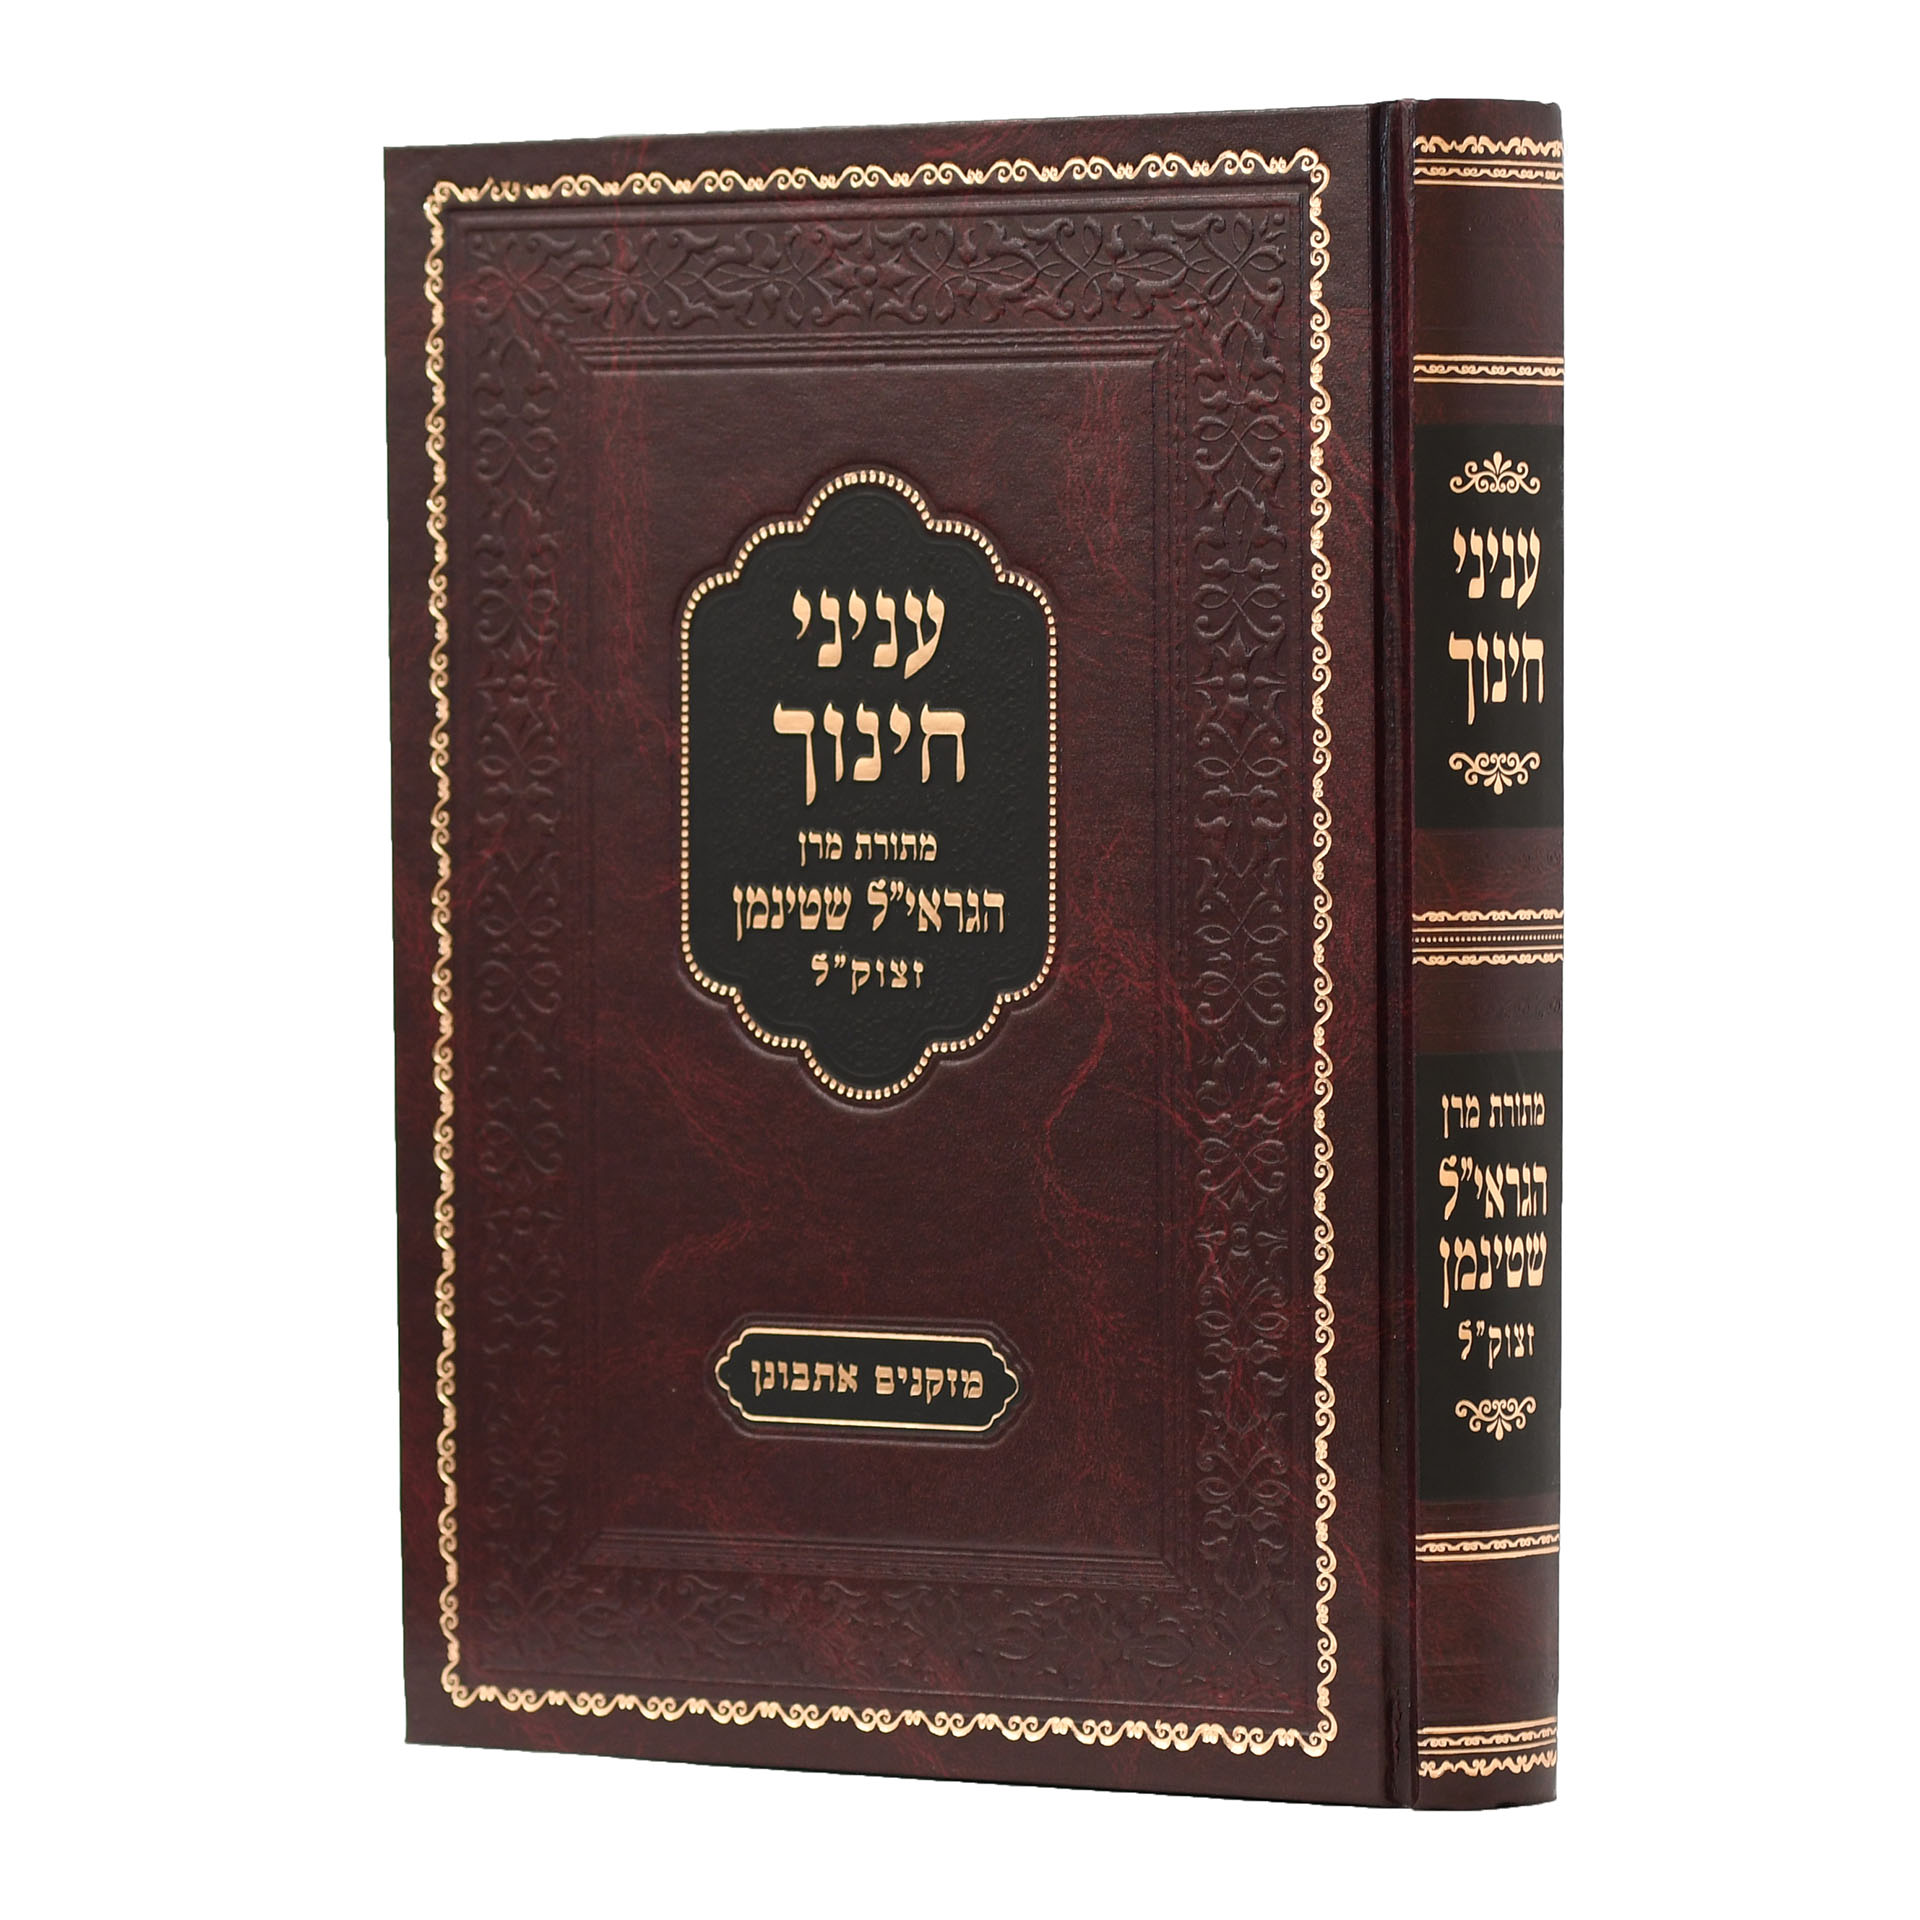 עניני
חינוך
מתורת מרן
הגראי"ל שטינמן
זצוק"ל
מזקנים אתבונן
עניני
חינוך
מתורת מרן
הגראי"ל
שטינמן
זצוק"ל